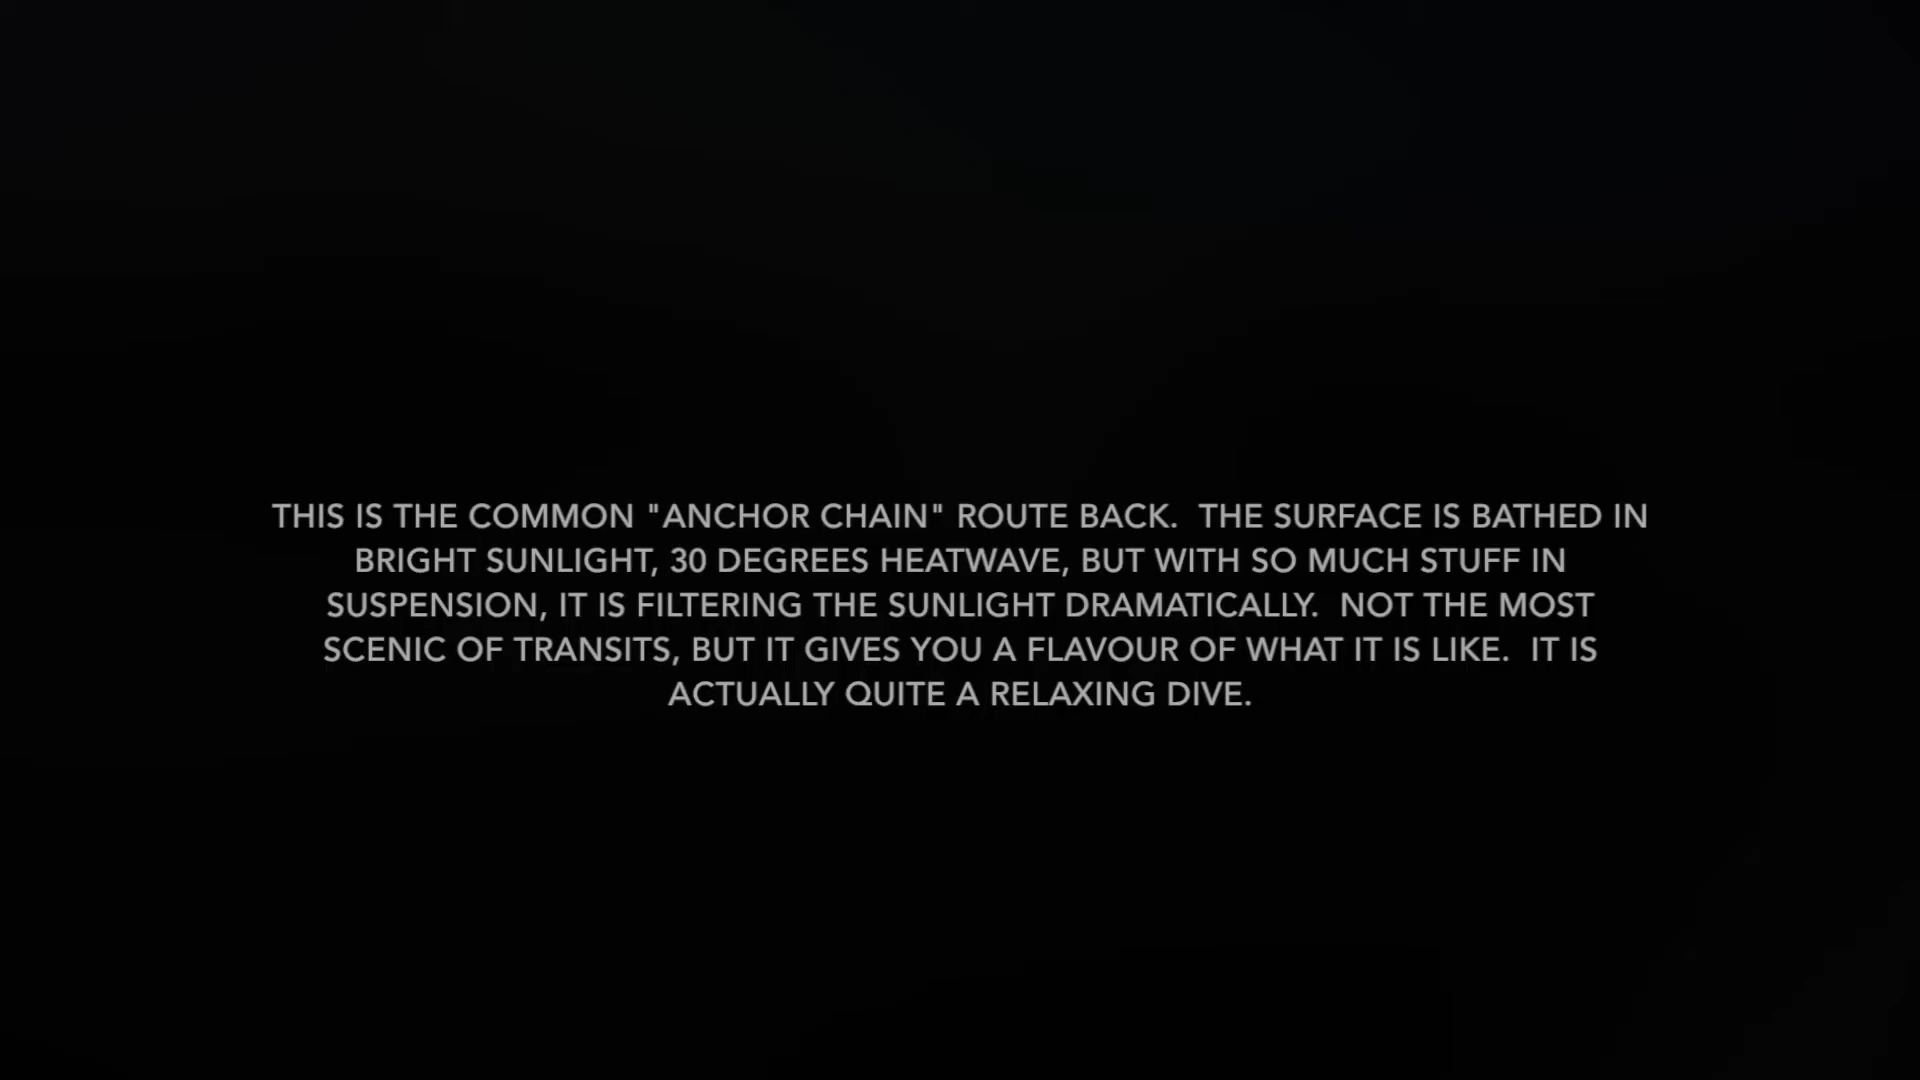 THIS IS THE COMMON "ANCHOR CHAIN" ROUTE BACK.  THE SURFACE IS BATHED IN
BRIGHT SUNLIGHT, 30 DEGREES HEATWAVE, BUT WITH SO MUCH STUFF IN
SUSPENSION, IT IS FILTERING THE SUNLIGHT DRAMATICALLY.  NOT THE MOST
SCENIC OF TRANSITS, BUT IT GIVES YOU A FLAVOUR OF WHAT IT IS LIKE.  IT IS
ACTUALLY QUITE A RELAXING DIVE.